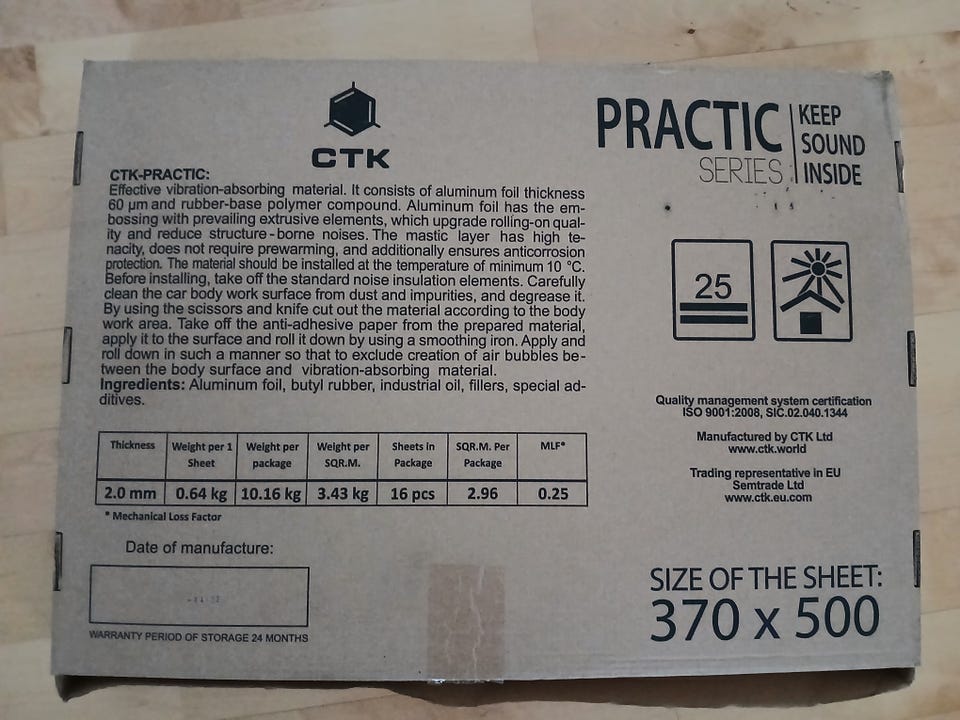 CTK
PRACTIC
SERIES
KEEP
SOUND
INSIDE
CTK-PRACTIC:
Effective vibration-absorbing material. It consists of aluminum foil thickness
60 µm and rubber-base polymer compound. Aluminum foil has the em-
bossing with prevailing extrusive elements, which upgrade rolling-on qual-
ity and reduce structure-borne noises. The mastic layer has high te-
nacity, does not require prewarming, and additionally ensures anticorrosion
protection. The material should be installed at the temperature of minimum 10 °C.
Before installing, take off the standard noise insulation elements. Carefully
clean the car body work surface from dust and impurities, and degrease it.
By using the scissors and knife cut out the material according to the body
work area. Take off the anti-adhesive paper from the prepared material,
apply it to the surface and roll it down by using a smoothing iron. Apply and
roll down in such a manner so that to exclude creation of air bubbles be-
tween the body surface and vibration-absorbing material.
Ingredients: Aluminum foil, butyl rubber, industrial oil, fillers, special ad-
ditives.
25
Quality management system certification
ISO 9001:2008, SIC.02.040.1344
Manufactured by CTK Ltd
www.ctk.world
Trading representative in EU
Semtrade Ltd
www.ctk.eu.com
Thickness Weight per 1 Sheet Weight per package Weight per SQR.M. Sheets in Package SQR.M. Per Package MLF*
2.0 mm 0.64 kg 10.16 kg 3.43 kg 16 pcs 2.96 0.25
* Mechanical Loss Factor
Date of manufacture:
WARRANTY PERIOD OF STORAGE 24 MONTHS
SIZE OF THE SHEET:
370 x 500